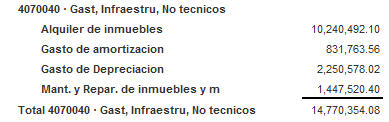 4070040 · Gast, Infraestru, No tecnicos
Alquiler de inmuebles 10,240,492.10
Gasto de amortizacion 831,763.56
Gasto de Depreciacion 2,250,578.02
Mant. y Repar. de inmuebles y m 1,447,520.40
Total 4070040 · Gast, Infraestru, No tecnicos 14,770,354.08